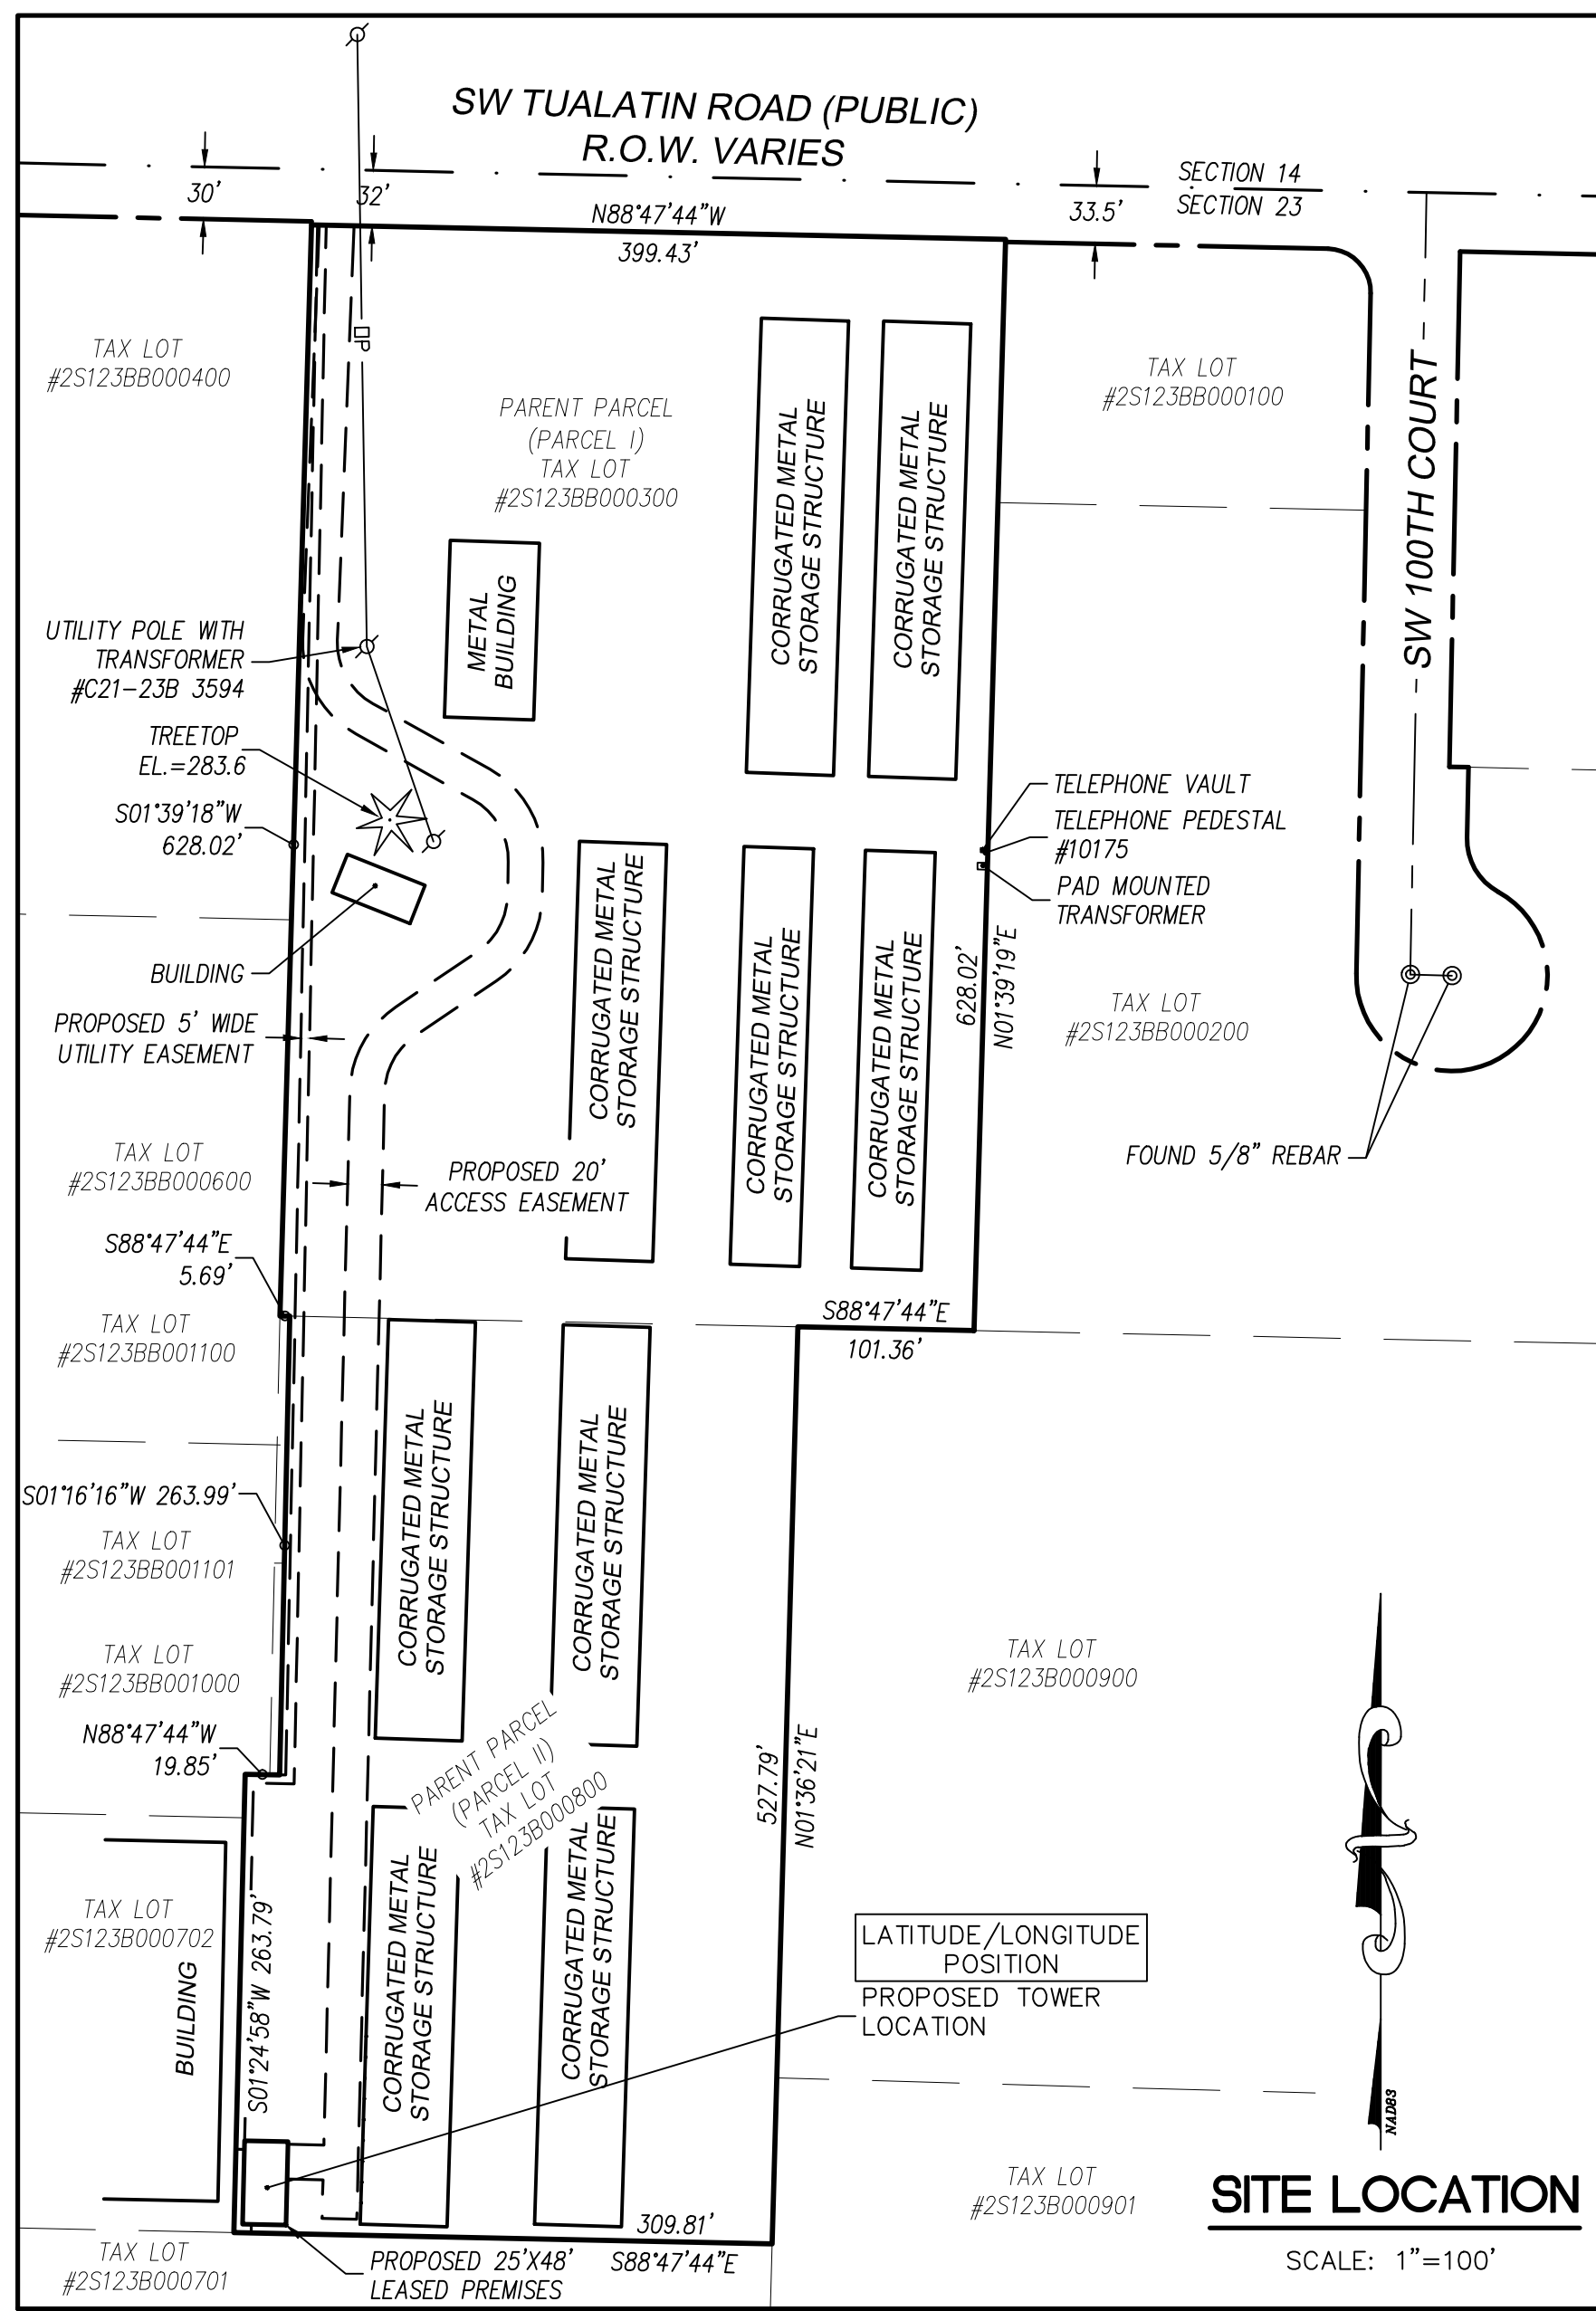 SW TUALATIN ROAD (PUBLIC)
R.O.W. VARIES
30'
32'
N88°47'44"W
399.43'
33.5'
SECTION 14
SECTION 23
TAX LOT
#2S123BB000400
OP
PARENT PARCEL
(PARCEL I)
TAX LOT
#2S123BB000300
CORRUGATED METAL
STORAGE STRUCTURE
CORRUGATED METAL
STORAGE STRUCTURE
TAX LOT
#2S123BB000100
SW 100TH COURT
METAL
BUILDING
UTILITY POLE WITH
TRANSFORMER
#C21-23B 3594
TREETOP
EL.=283.6
S01°39'18"W
628.02'
TELEPHONE VAULT
TELEPHONE PEDESTAL
#10175
PAD MOUNTED
TRANSFORMER
BUILDING
PROPOSED 5' WIDE
UTILITY EASEMENT
CORRUGATED METAL
STORAGE STRUCTURE
CORRUGATED METAL
STORAGE STRUCTURE
CORRUGATED METAL
STORAGE STRUCTURE
628.02'
N01°39'19"E
TAX LOT
#2S123BB000200
FOUND 5/8" REBAR
TAX LOT
#2S123BB000600
PROPOSED 20'
ACCESS EASEMENT
S88°47'44"E
5.69'
TAX LOT
#2S123BB001100
S88°47'44"E
101.36'
CORRUGATED METAL
STORAGE STRUCTURE
CORRUGATED METAL
STORAGE STRUCTURE
S01°16'16"W 263.99'
TAX LOT
#2S123BB001101
TAX LOT
#2S123BB001000
N88°47'44"W
19.85'
PARENT PARCEL
(PARCEL II)
TAX LOT
#2S123B000800
527.79'
N01°36'21"E
TAX LOT
#2S123B000900
TAX LOT
#2S123B000702
BUILDING
S01°24'58"W 263.79'
CORRUGATED METAL
STORAGE STRUCTURE
CORRUGATED METAL
STORAGE STRUCTURE
LATITUDE/LONGITUDE
POSITION
PROPOSED TOWER
LOCATION
NAD83
TAX LOT
#2S123B000901
309.81'
S88°47'44"E
TAX LOT
#2S123B000701
PROPOSED 25'X48'
LEASED PREMISES
SITE LOCATION
SCALE: 1"=100'